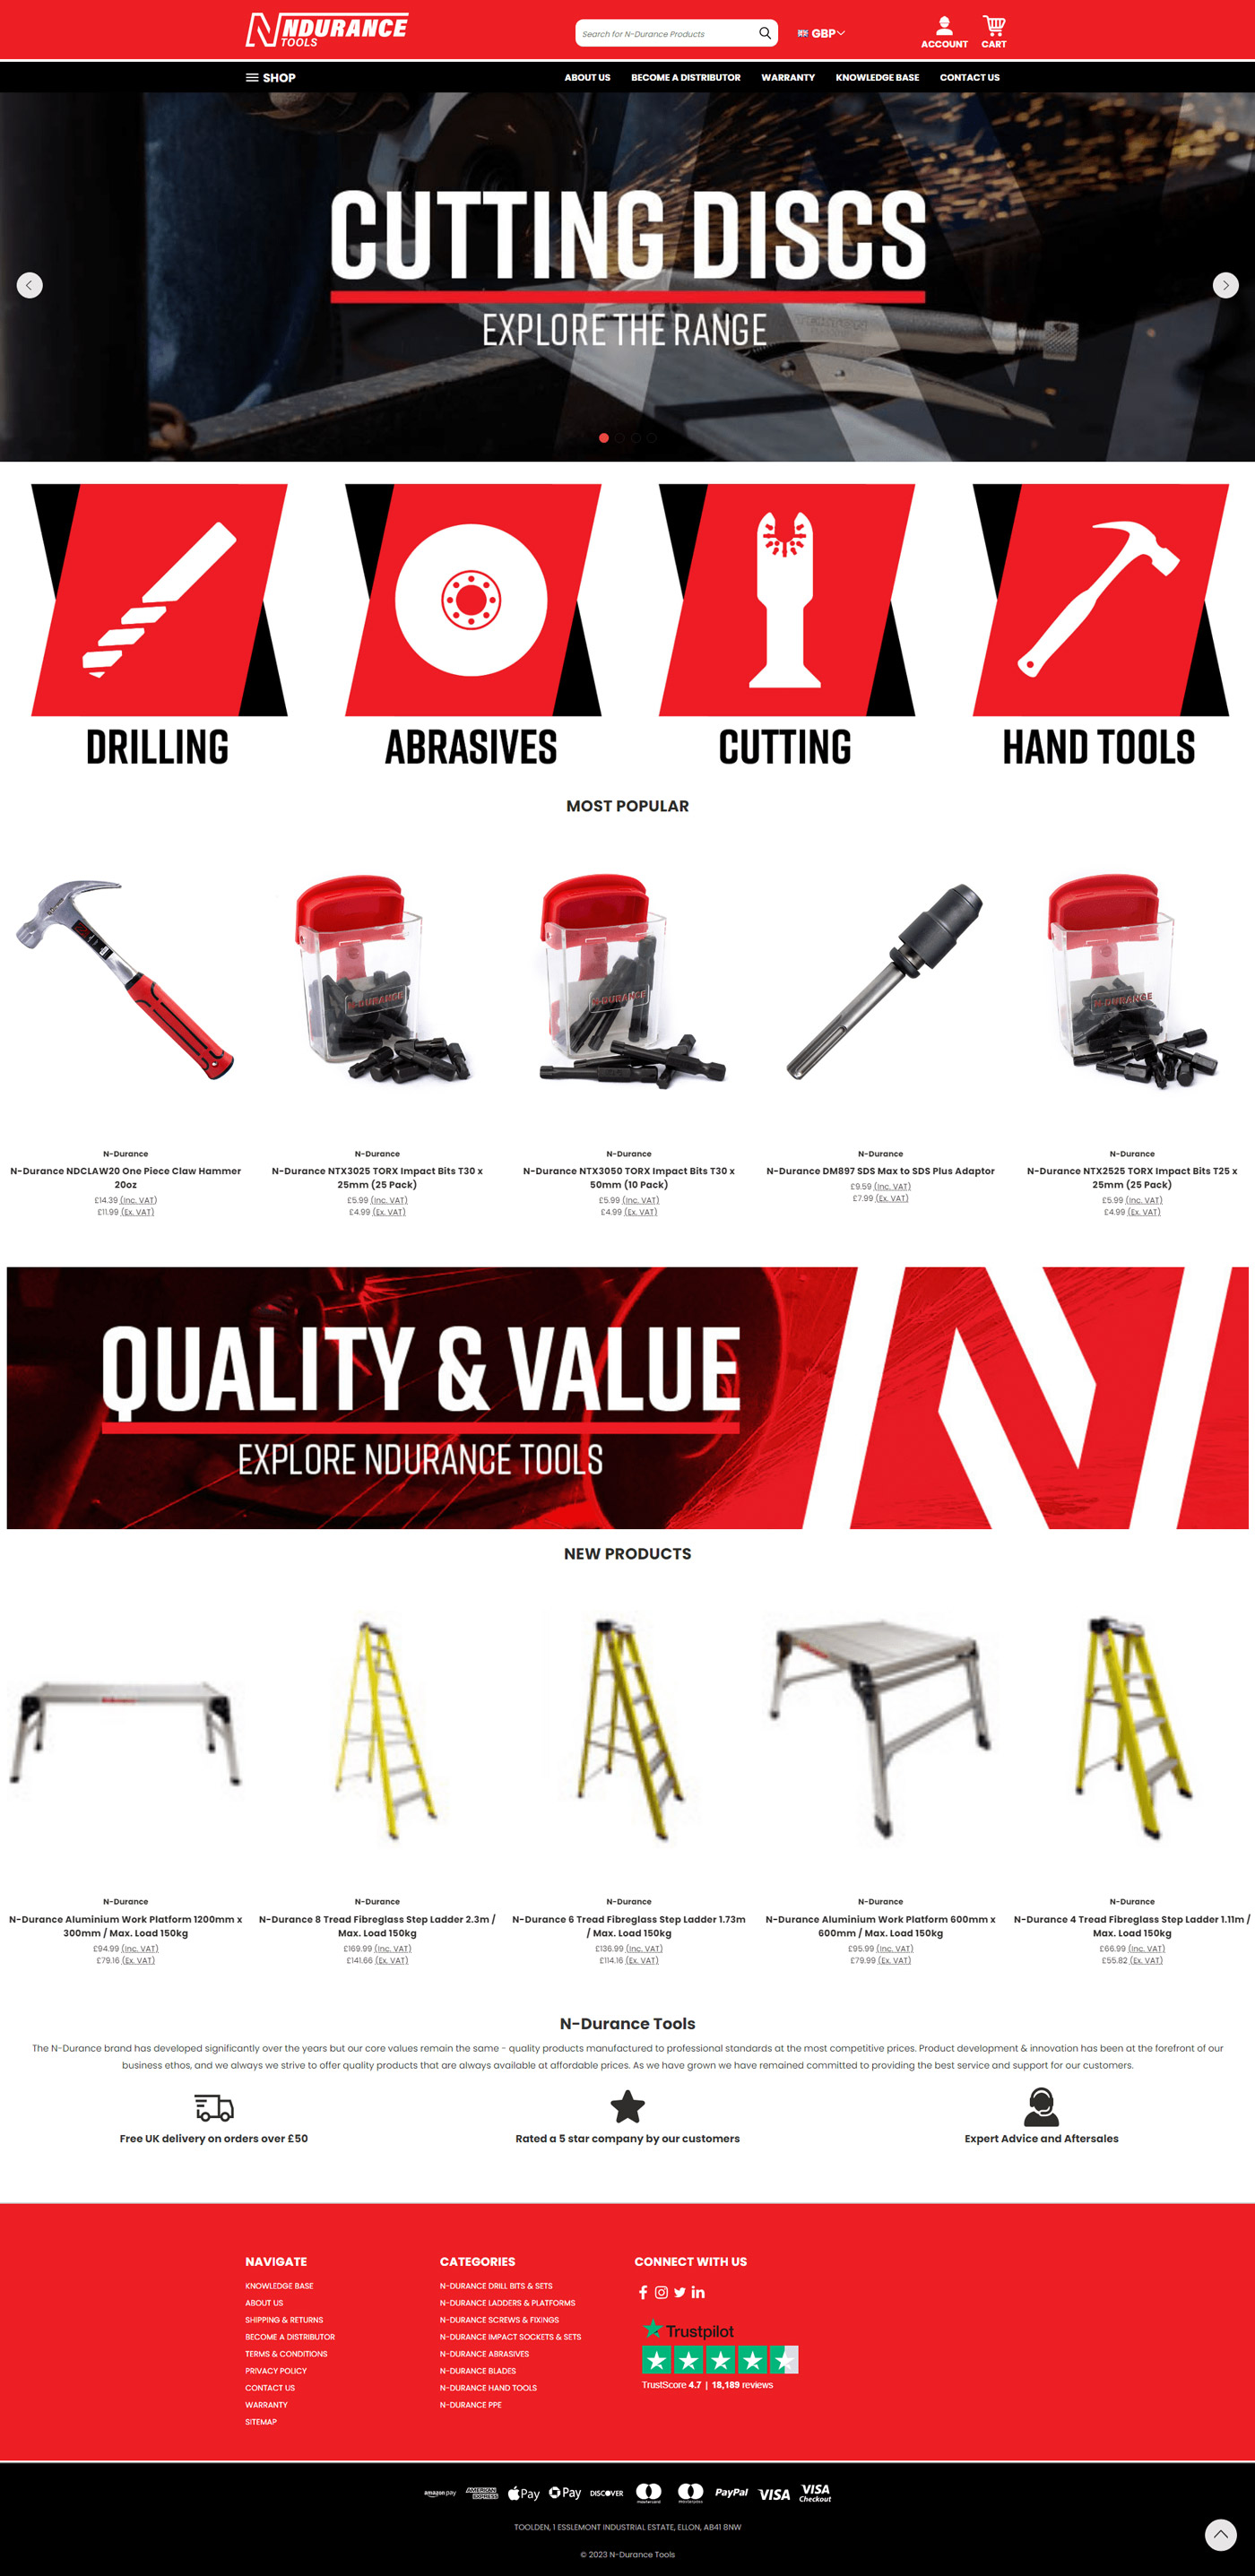 NDURANCE
TOOLS
Search for N-Durance Products
GBP
ACCOUNT
CART
SHOP
ABOUT US
BECOME A DISTRIBUTOR
WARRANTY
KNOWLEDGE BASE
CONTACT US
CUTTING DISCS
EXPLORE THE RANGE
DRILLING
ABRASIVES
CUTTING
HAND TOOLS
MOST POPULAR
N-DURANCE
N-DURANCE
N-DURANCE
N-Durance
N-Durance NDCLAW20 One Piece Claw Hammer
20oz
£14.39 (Inc. VAT)
£11.99 (Ex. VAT)
N-Durance
N-Durance NTX3025 TORX Impact Bits T30 x
25mm (25 Pack)
£5.99 (Inc. VAT)
£4.99 (Ex. VAT)
N-Durance
N-Durance NTX3050 TORX Impact Bits T30 x
50mm (10 Pack)
£5.99 (Inc. VAT)
£4.99 (Ex. VAT)
N-Durance
N-Durance DM897 SDS Max to SDS Plus Adaptor
£9.59 (Inc. VAT)
£7.99 (Ex. VAT)
N-Durance
N-Durance NTX2525 TORX Impact Bits T25 x
25mm (25 Pack)
£5.99 (Inc. VAT)
£4.99 (Ex. VAT)
QUALITY & VALUE
EXPLORE NDURANCE TOOLS
NEW PRODUCTS
N-Durance
N-Durance Aluminium Work Platform 1200mm x
300mm / Max. Load 150kg
£94.99 (Inc. VAT)
£79.16 (Ex. VAT)
N-Durance
N-Durance 8 Tread Fibreglass Step Ladder 2.3m /
Max. Load 150kg
£169.99 (Inc. VAT)
£141.66 (Ex. VAT)
N-Durance
N-Durance 6 Tread Fibreglass Step Ladder 1.73m
/ Max. Load 150kg
£136.99 (Inc. VAT)
£114.16 (Ex. VAT)
N-Durance
N-Durance Aluminium Work Platform 600mm x
600mm / Max. Load 150kg
£95.99 (Inc. VAT)
£79.99 (Ex. VAT)
N-Durance
N-Durance 4 Tread Fibreglass Step Ladder 1.11m /
Max. Load 150kg
£66.99 (Inc. VAT)
£55.82 (Ex. VAT)
N-Durance Tools
The N-Durance brand has developed significantly over the years but our core values remain the same - quality products manufactured to professional standards at the most competitive prices. Product development & innovation has been at the forefront of our
business ethos, and we always we strive to offer quality products that are always available at affordable prices. As we have grown we have remained committed to providing the best service and support for our customers.
Free UK delivery on orders over £50
Rated a 5 star company by our customers
Expert Advice and Aftersales
NAVIGATE
KNOWLEDGE BASE
ABOUT US
SHIPPING & RETURNS
BECOME A DISTRIBUTOR
TERMS & CONDITIONS
PRIVACY POLICY
CONTACT US
WARRANTY
SITEMAP
CATEGORIES
N-DURANCE DRILL BITS & SETS
N-DURANCE LADDERS & PLATFORMS
N-DURANCE SCREWS & FIXINGS
N-DURANCE IMPACT SOCKETS & SETS
N-DURANCE ABRASIVES
N-DURANCE BLADES
N-DURANCE HAND TOOLS
N-DURANCE PPE
CONNECT WITH US
Trustpilot
TrustScore 4.7 | 18,189 reviews
amazon pay
AMERICAN EXPRESS
Pay
Pay
DISCOVER
mastercard
PayPal
VISA
VISA
Checkout
TOOLDEN, 1 ESSLEMONT INDUSTRIAL ESTATE, ELLON, AB41 8NW
© 2023 N-Durance Tools